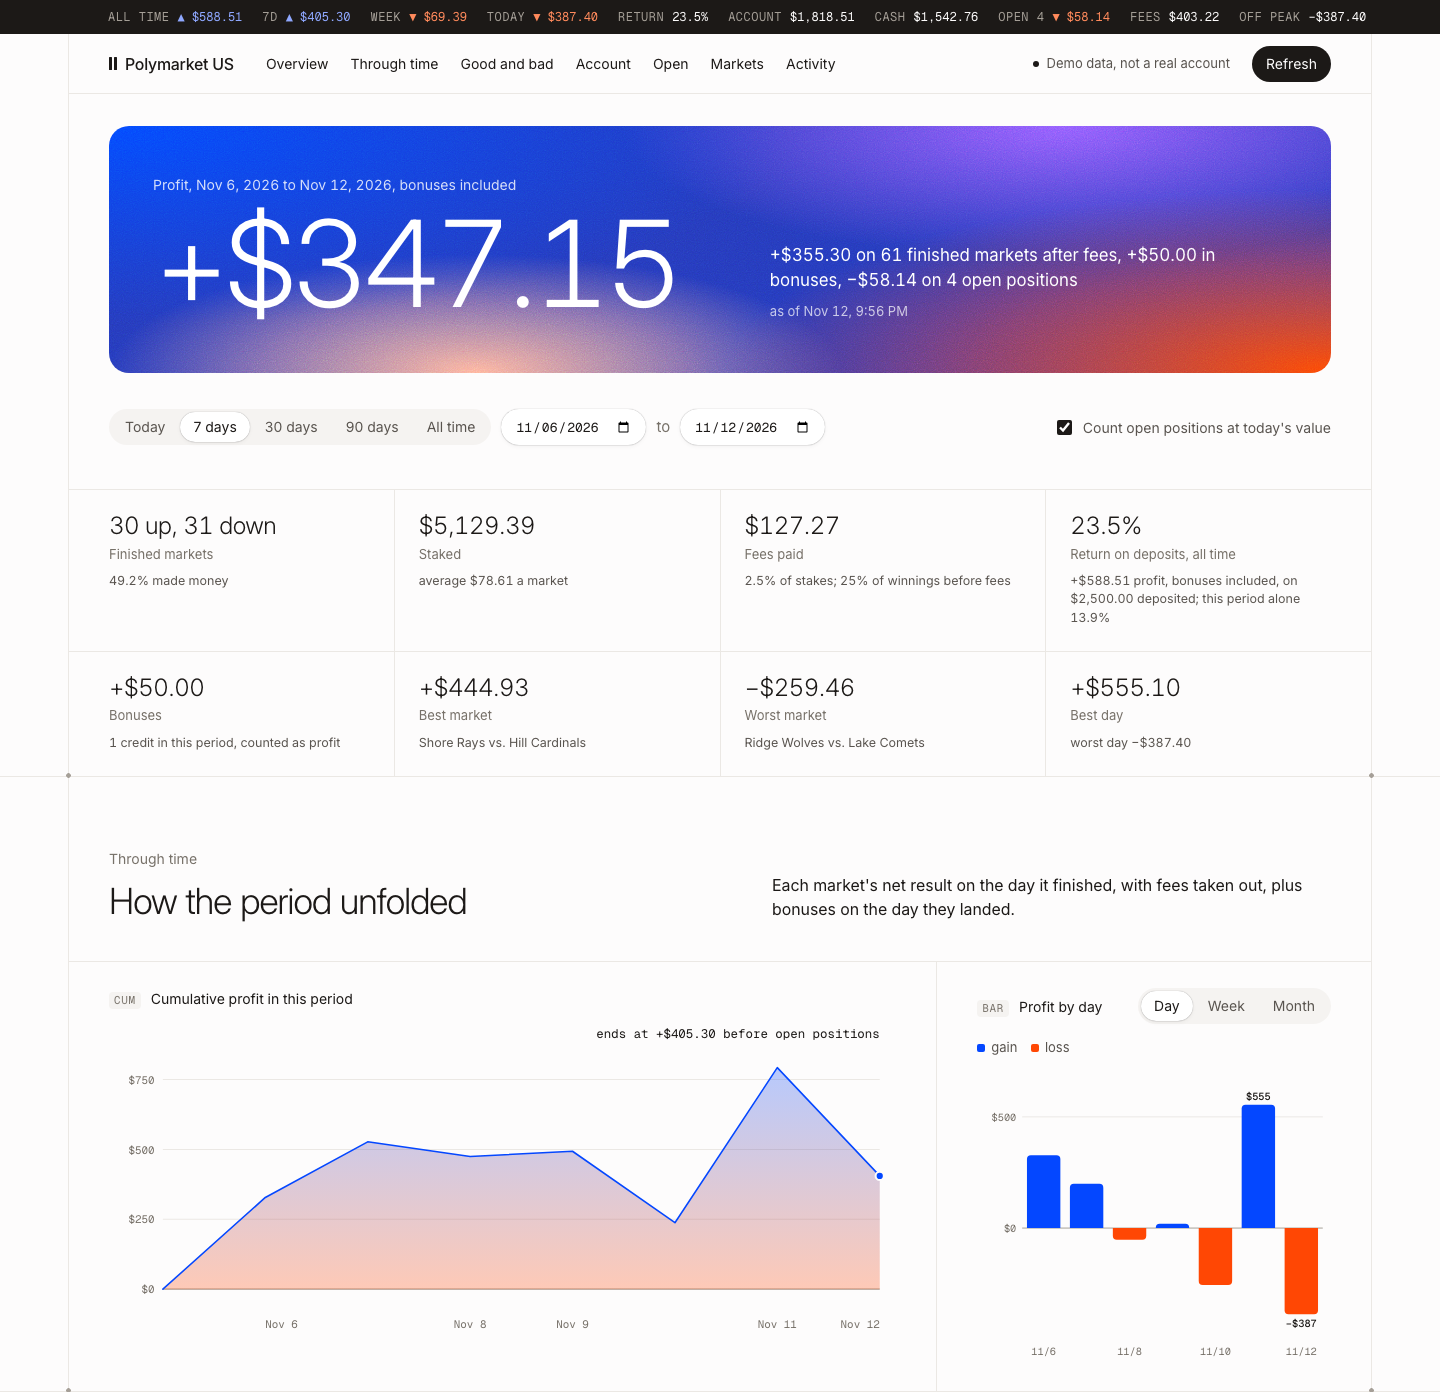 ALL TIME ▲ $588.51 7D ▲ $405.30 WEEK ▼ $69.39 TODAY ▼ $387.40 RETURN 23.5% ACCOUNT $1,818.51 CASH $1,542.76 OPEN 4 ▼ $58.14 FEES $403.22 OFF PEAK −$387.40
Polymarket US Overview Through time Good and bad Account Open Markets Activity Demo data, not a real account Refresh
Profit, Nov 6, 2026 to Nov 12, 2026, bonuses included
+$347.15
+$355.30 on 61 finished markets after fees, +$50.00 in
bonuses, −$58.14 on 4 open positions
as of Nov 12, 9:56 PM
Today 7 days 30 days 90 days All time 11/06/2026 to 11/12/2026 Count open positions at today's value
30 up, 31 down
Finished markets
49.2% made money
$5,129.39
Staked
average $78.61 a market
$127.27
Fees paid
2.5% of stakes; 25% of winnings before fees
23.5%
Return on deposits, all time
+$588.51 profit, bonuses included, on
$2,500.00 deposited; this period alone
13.9%
+$50.00
Bonuses
1 credit in this period, counted as profit
+$444.93
Best market
Shore Rays vs. Hill Cardinals
−$259.46
Worst market
Ridge Wolves vs. Lake Comets
+$555.10
Best day
worst day −$387.40
Through time
How the period unfolded
Each market's net result on the day it finished, with fees taken out, plus
bonuses on the day they landed.
CUM Cumulative profit in this period
ends at +$405.30 before open positions
$750
$500
$250
$0
Nov 6 Nov 8 Nov 9 Nov 11 Nov 12
BAR Profit by day Day Week Month
gain loss
$555
$500
$0
−$387
11/6 11/8 11/10 11/12